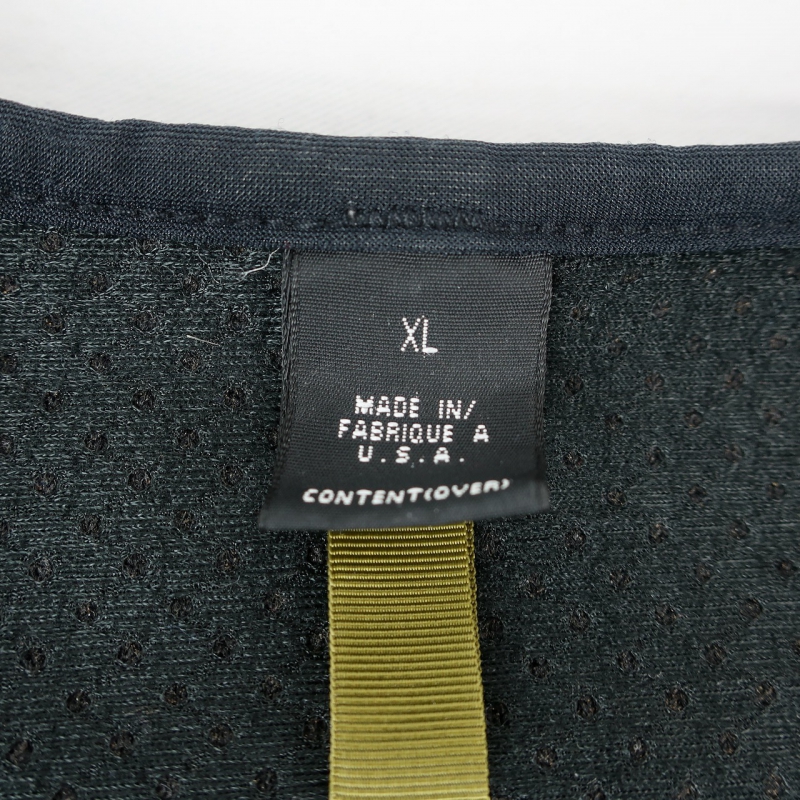 XL
MADE IN/
FABRIQUE A
U.S.A.
CONTENT(OVER)